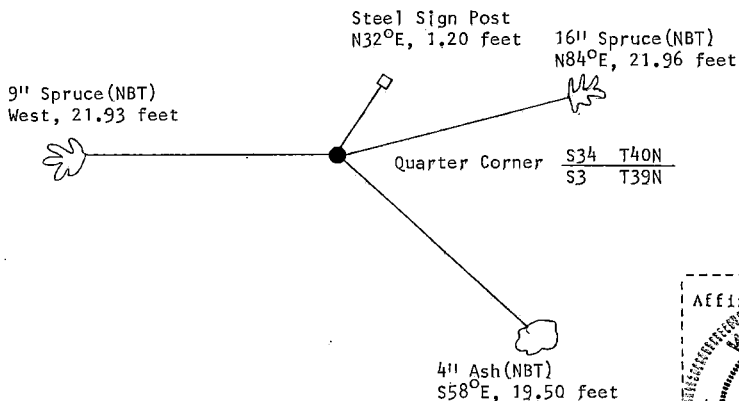 Steel Sign Post
N32°E, 1.20 feet
16" Spruce(NBT)
N84°E, 21.96 feet
9" Spruce(NBT)
West, 21.93 feet
Quarter Corner S34 T40N
S3 T39N
4" Ash(NBT)
S58°E, 19.50 feet